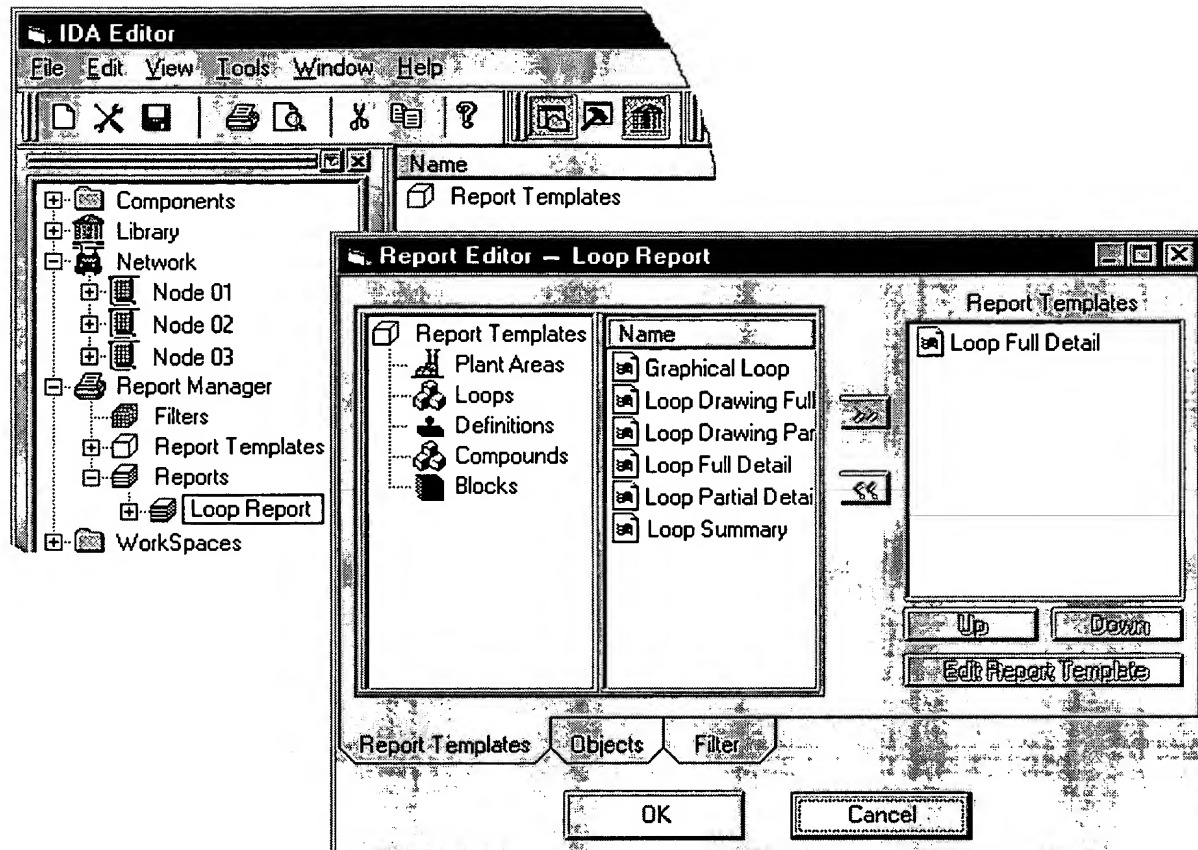 IDA Editor
File Edit View Tools Window Help
Name
Components
Library
Network
Node 01
Node 02
Node 03
Report Manager
Filters
Report Templates
Reports
Loop Report
WorkSpaces
Report Templates
Report Editor – Loop Report
Report Templates
Plant Areas
Loops
Definitions
Compounds
Blocks
Name
Graphical Loop
Loop Drawing Full
Loop Drawing Par
Loop Full Detail
Loop Partial Detai
Loop Summary
>>
<<
Report Templates
Loop Full Detail
Up Down
Edit Report Template
Report Templates Objects Filter
OK Cancel